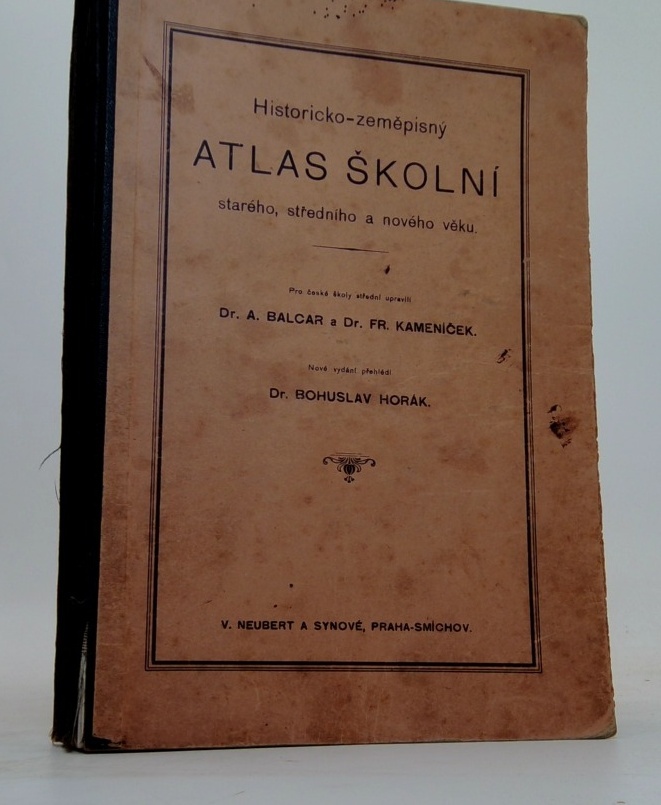 Historicko-zeměpisný
ATLAS ŠKOLNÍ
starého, středního a nového věku.
Pro české školy střední upravili
Dr. A. BALCAR a Dr. FR. KAMENÍČEK.
Nové vydání přehlédl
Dr. BOHUSLAV HORÁK.
V. NEUBERT A SYNOVÉ, PRAHA-SMÍCHOV.